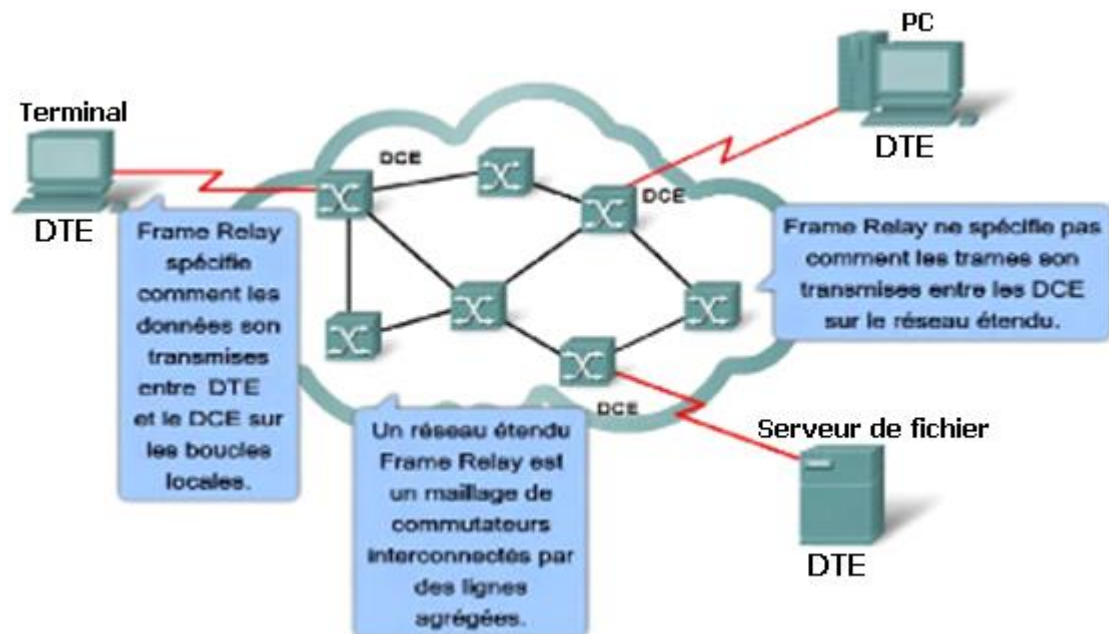 PC
DTE
Terminal
DTE
DCE
DCE
Frame Relay
spécifie
comment les
données son
transmises
entre DTE
et le DCE sur
les boucles
locales.
Frame Relay ne spécifie pas
comment les trames son
transmises entre les DCE
sur le réseau étendu.
DCE
Un réseau étendu
Frame Relay est
un maillage de
commutateurs
interconnectés par
des lignes
agrégées.
Serveur de fichier
DTE